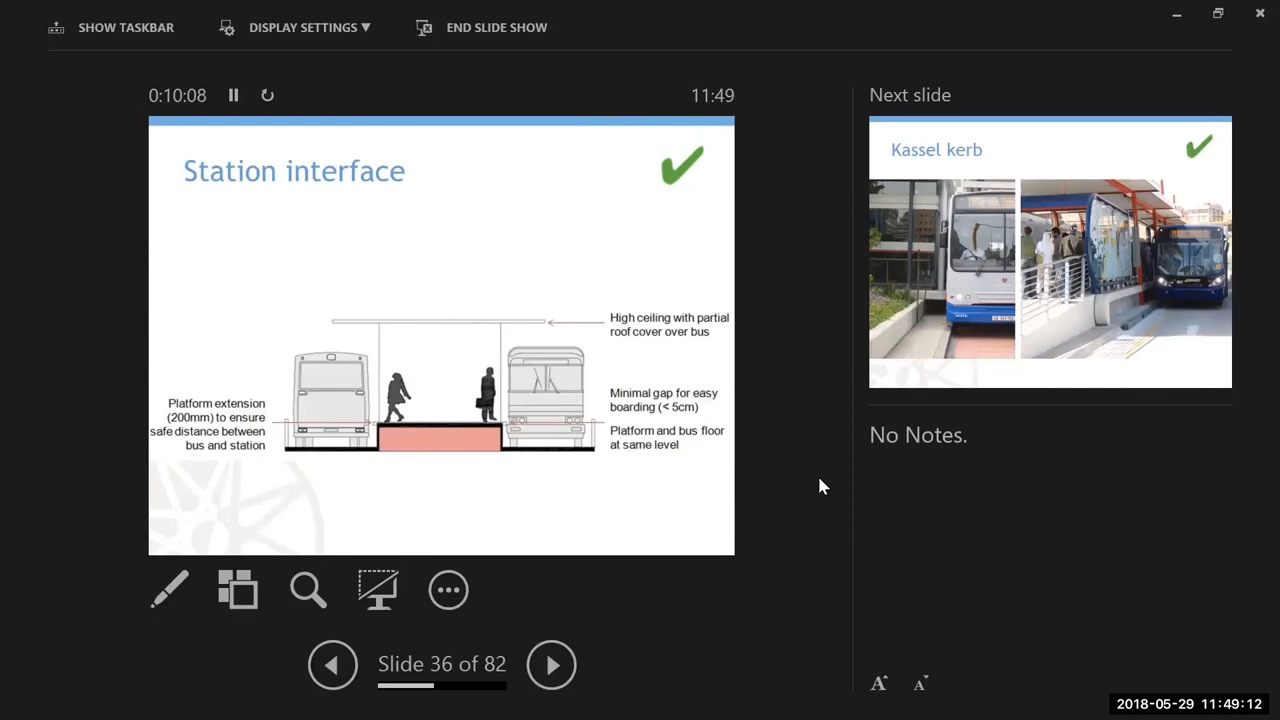 SHOW TASKBAR
DISPLAY SETTINGS ▼
END SLIDE SHOW
0:10:08
11:49
Station interface
High ceiling with partial
roof cover over bus
Platform extension
(200mm) to ensure
safe distance between
bus and station
Minimal gap for easy
boarding (< 5cm)
Platform and bus floor
at same level
Slide 36 of 82
Next slide
Kassel kerb
No Notes.
A A
2018-05-29 11:49:12